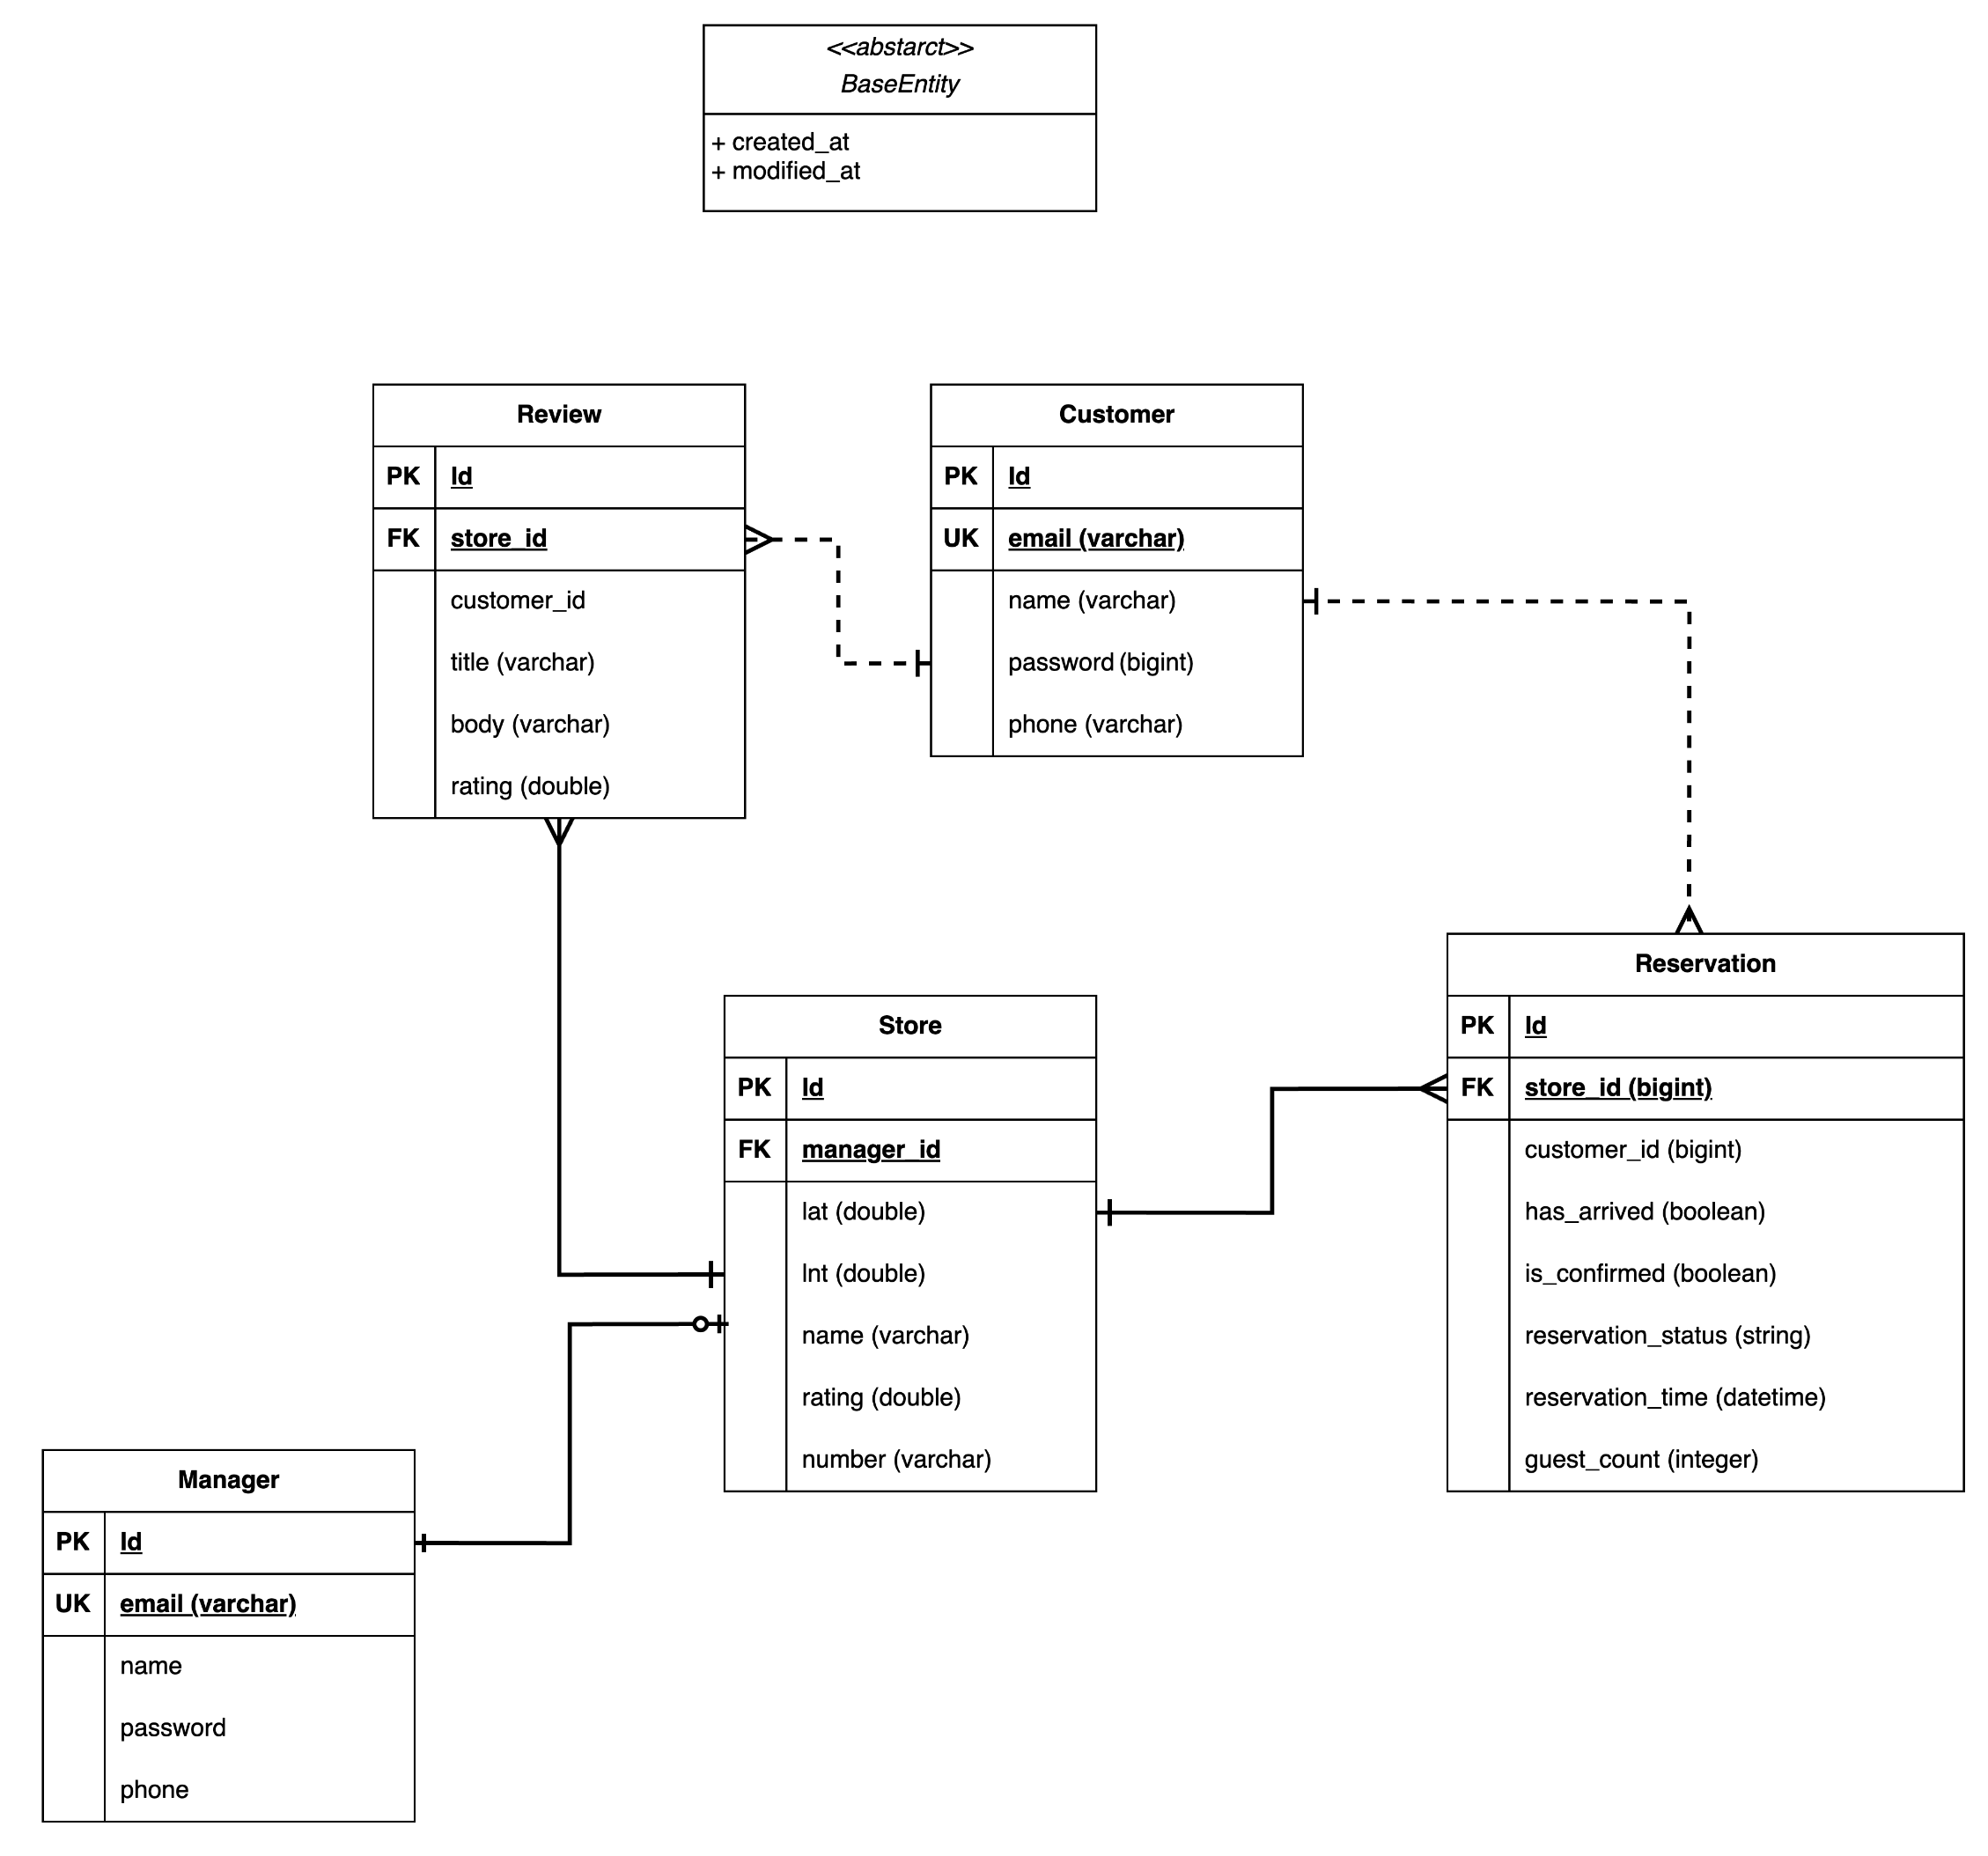 <<abstarct>>
BaseEntity
+ created_at
+ modified_at
Review
PK Id
FK store_id
customer_id
title (varchar)
body (varchar)
rating (double)
Customer
PK Id
UK email (varchar)
name (varchar)
password (bigint)
phone (varchar)
Reservation
PK Id
FK store_id (bigint)
customer_id (bigint)
has_arrived (boolean)
is_confirmed (boolean)
reservation_status (string)
reservation_time (datetime)
guest_count (integer)
Store
PK Id
FK manager_id
lat (double)
lnt (double)
name (varchar)
rating (double)
number (varchar)
Manager
PK Id
UK email (varchar)
name
password
phone